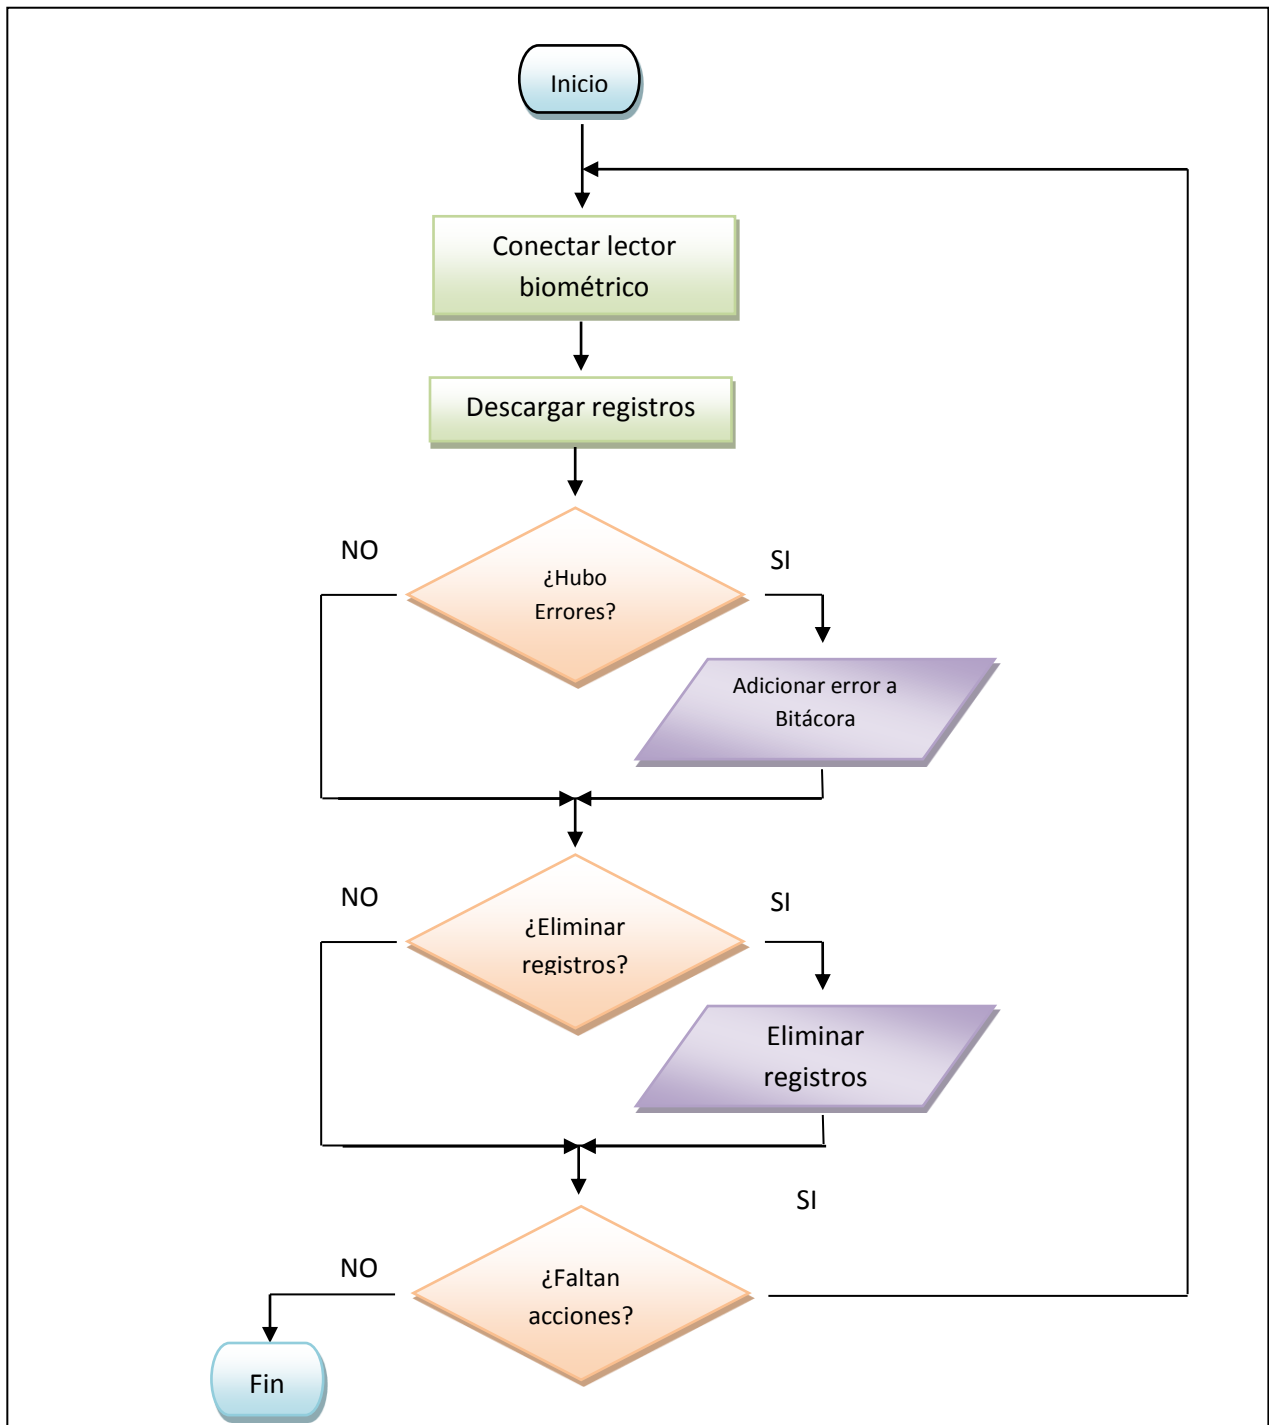 Inicio
Conectar lector
biométrico
Descargar registros
NO
SI
¿Hubo
Errores?
Adicionar error a
Bitácora
NO
SI
¿Eliminar
registros?
Eliminar
registros
SI
NO
¿Faltan
acciones?
Fin